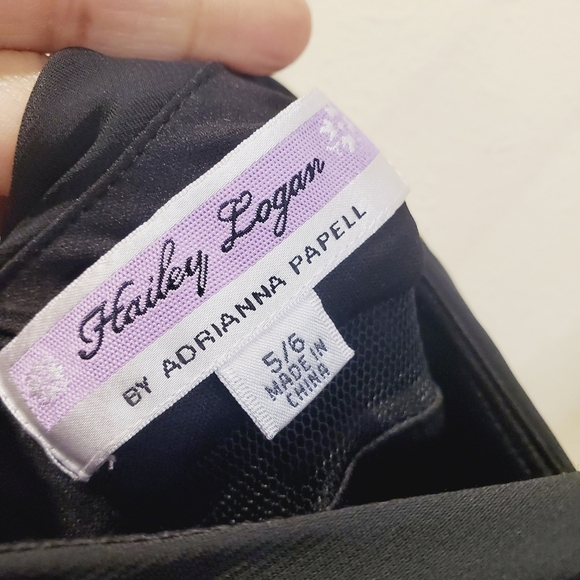 Hailey Logan
BY ADRIANNA PAPELL
5/6
MADE IN
CHINA